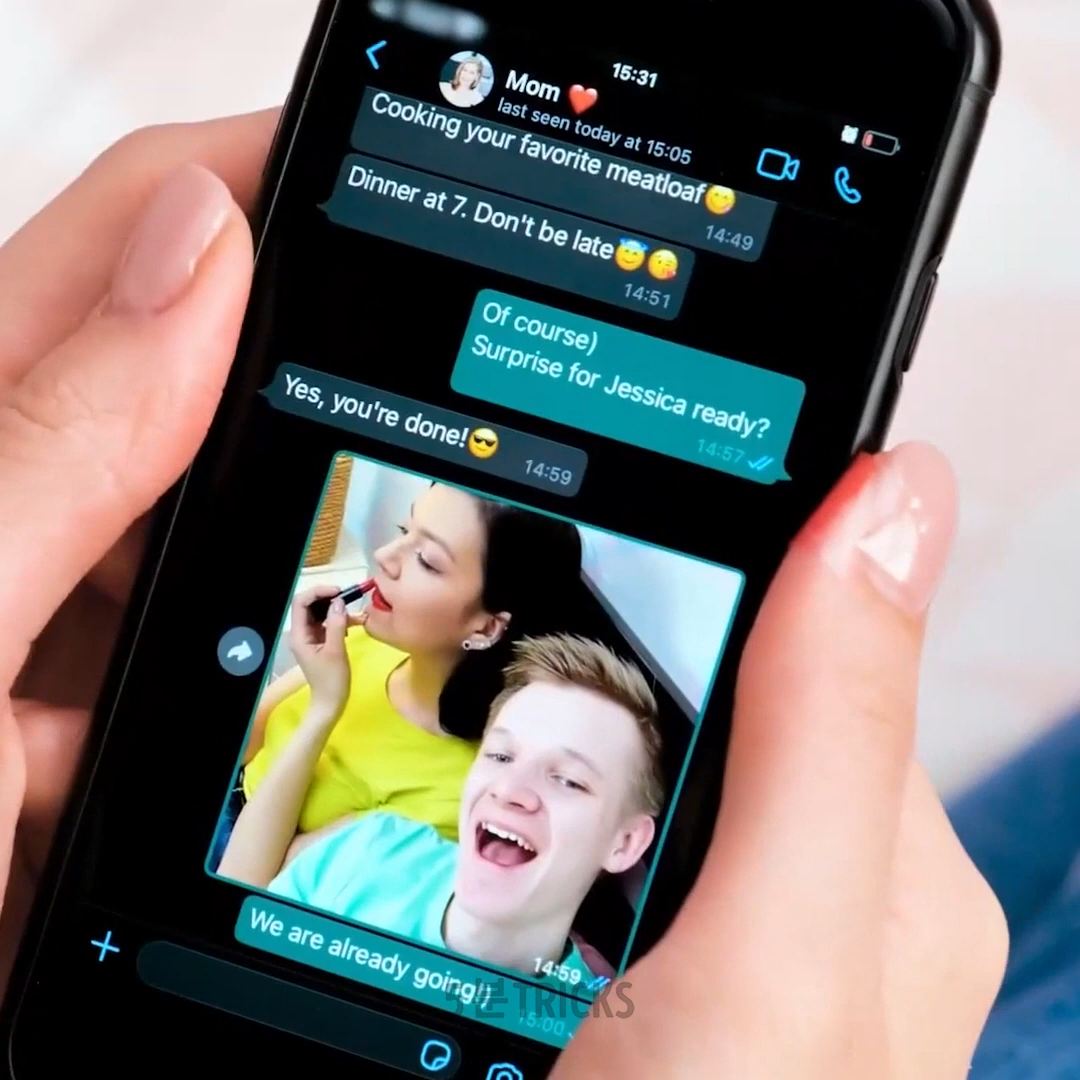 15:31
Mom ❤️
last seen today at 15:05
Cooking your favorite meatloaf😋
14:49
Dinner at 7. Don't be late😇😘
14:51
Of course)
Surprise for Jessica ready?
14:57
Yes, you're done!😎
14:59
14:59
We are already going!)
15:00
5분 TRICKS